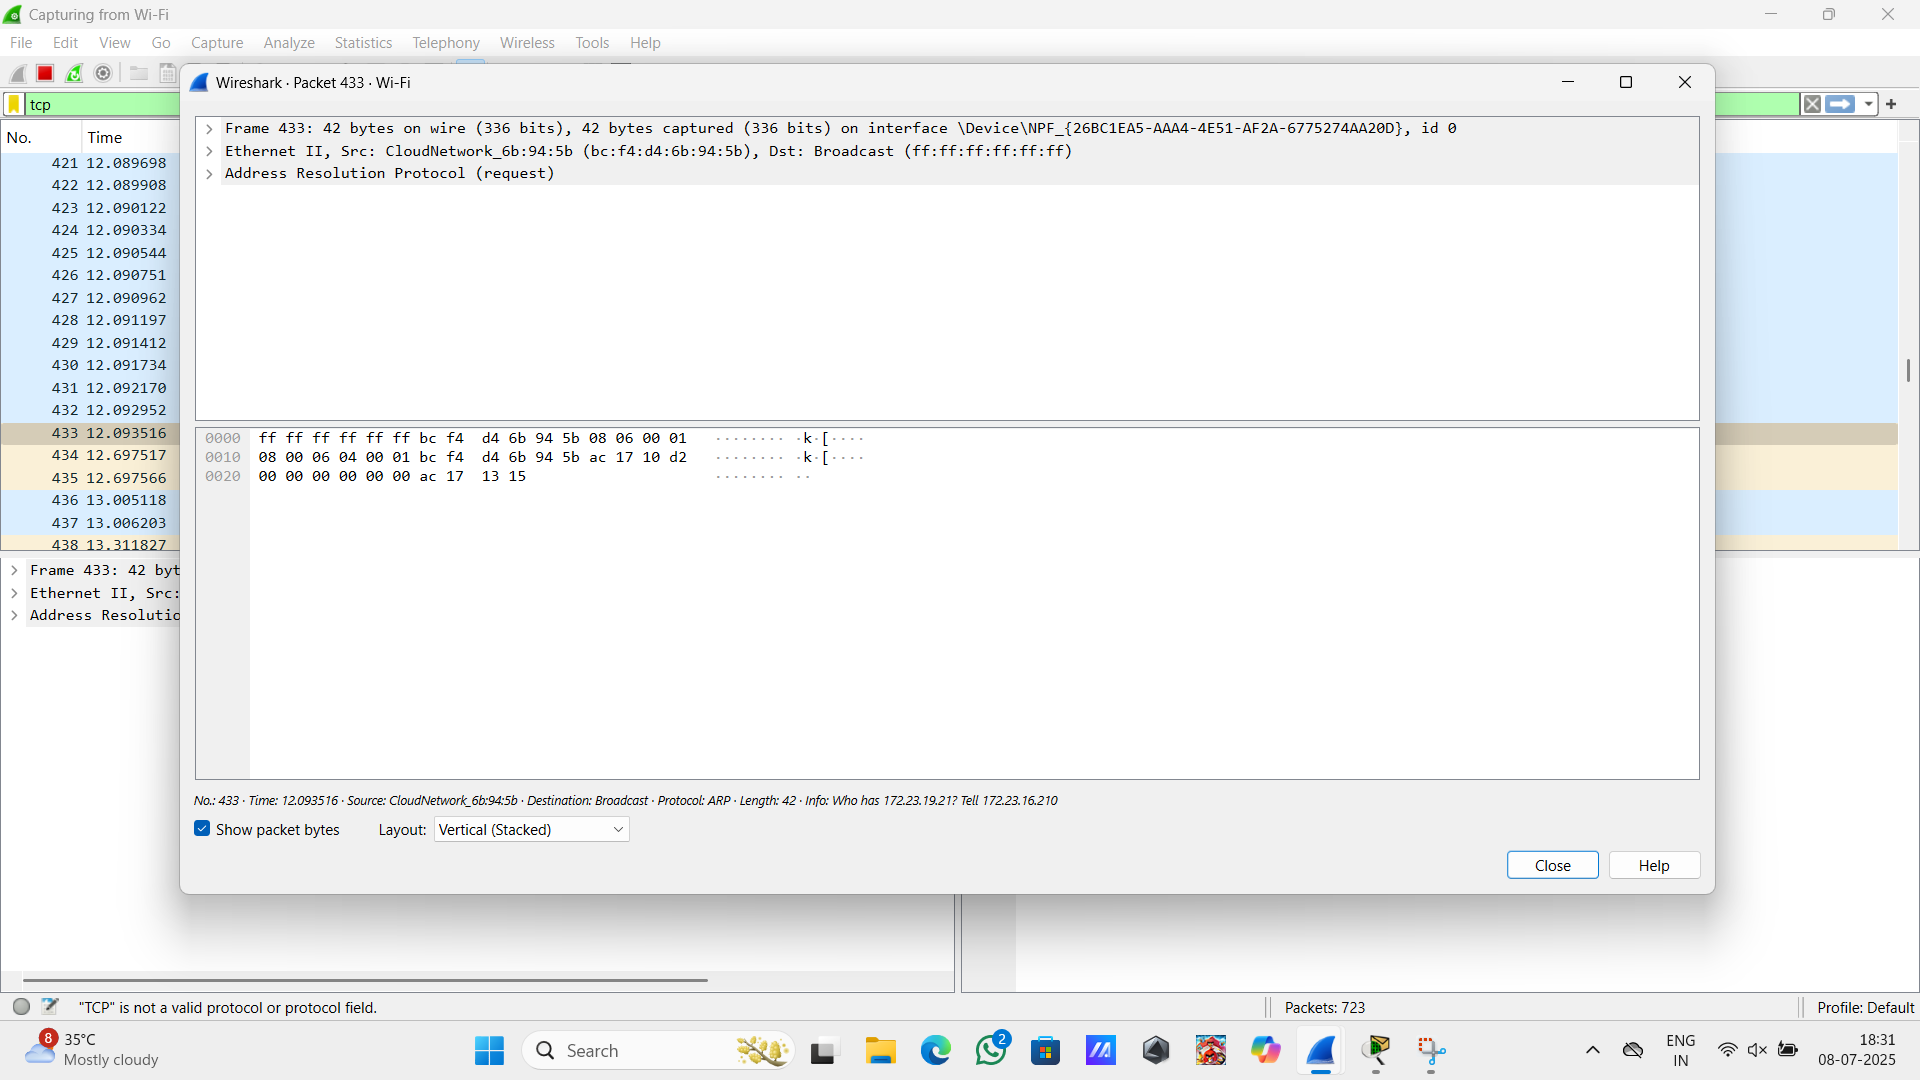 Capturing from Wi-Fi
File Edit View Go Capture Analyze Statistics Telephony Wireless Tools Help
Wireshark · Packet 433 · Wi-Fi
tcp
No. Time
421 12.089698
422 12.089908
423 12.090122
424 12.090334
425 12.090544
426 12.090751
427 12.090962
428 12.091197
429 12.091412
430 12.091734
431 12.092170
432 12.092952
433 12.093516
434 12.697517
435 12.697566
436 13.005118
437 13.006203
438 13.311827
Frame 433: 42 bytes on wire (336 bits), 42 bytes captured (336 bits) on interface \Device\NPF_{26BC1EA5-AAA4-4E51-AF2A-6775274AA20D}, id 0
Ethernet II, Src: CloudNetwork_6b:94:5b (bc:f4:d4:6b:94:5b), Dst: Broadcast (ff:ff:ff:ff:ff:ff)
Address Resolution Protocol (request)
0000 ff ff ff ff ff ff bc f4 d4 6b 94 5b 08 06 00 01 ········ ·k·[····
0010 08 00 06 04 00 01 bc f4 d4 6b 94 5b ac 17 10 d2 ········ ·k·[····
0020 00 00 00 00 00 00 ac 17 13 15 ········ ··
Frame 433: 42 byt
Ethernet II, Src:
Address Resolutio
No.: 433 · Time: 12.093516 · Source: CloudNetwork_6b:94:5b · Destination: Broadcast · Protocol: ARP · Length: 42 · Info: Who has 172.23.19.21? Tell 172.23.16.210
Show packet bytes Layout: Vertical (Stacked)
Close Help
"TCP" is not a valid protocol or protocol field. Packets: 723 Profile: Default
8 35°C
Mostly cloudy
Search
2
ENG
IN
18:31
08-07-2025